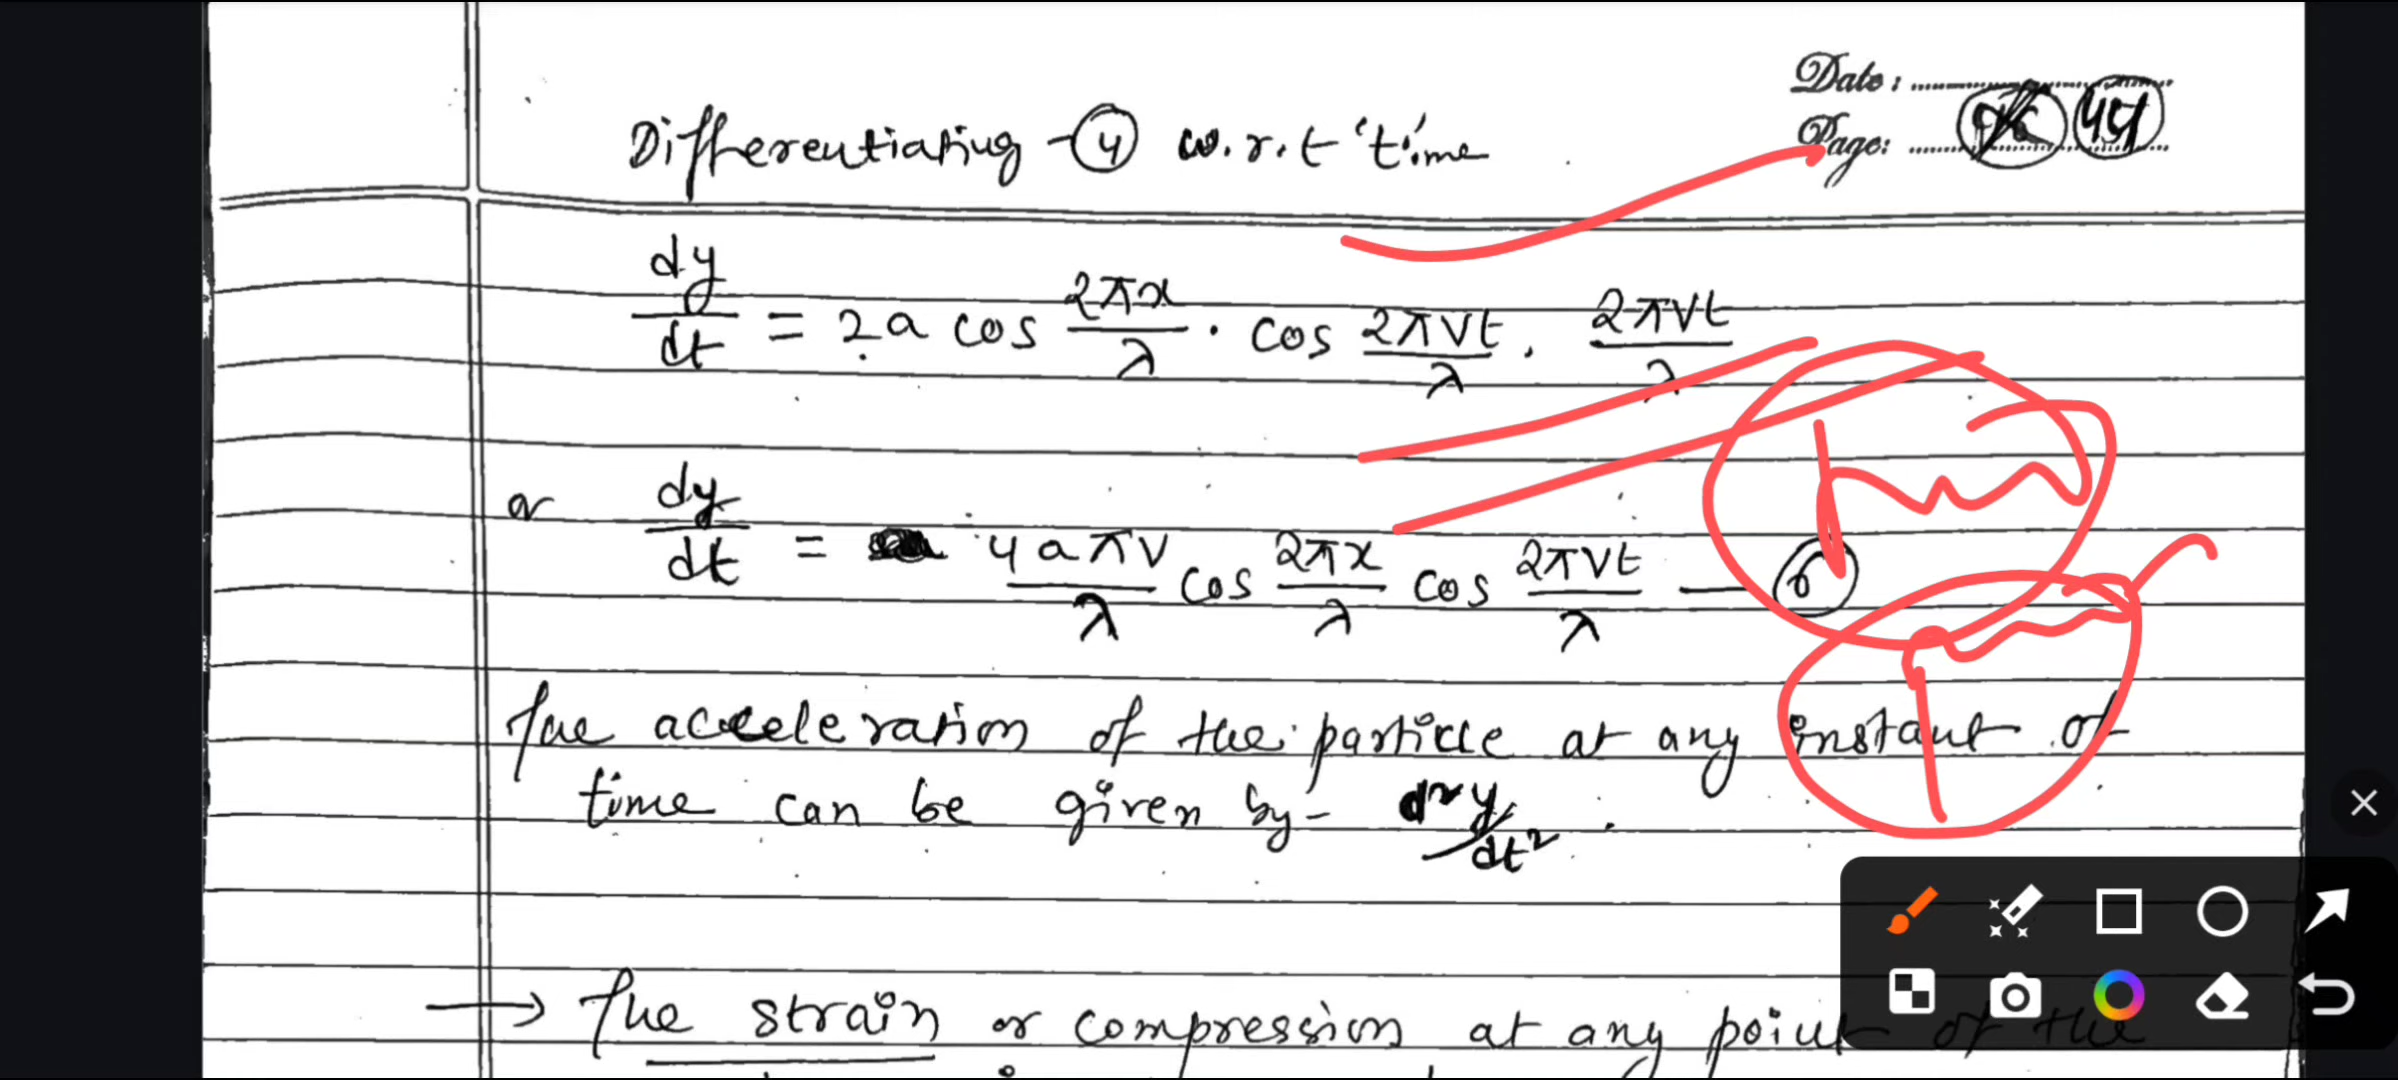 Date:
Page: 44
Differentiating -④ w.r.t 'time
dy/dt = 2a cos 2πx/λ · cos 2πvt/λ . 2πvt/λ
or dy/dt = 4aπv/λ cos 2πx/λ cos 2πvt/λ — ⑥
The acceleration of the particle at any instant of
time can be given by- d²y/dt² .
→ The strain or compression at any point of the